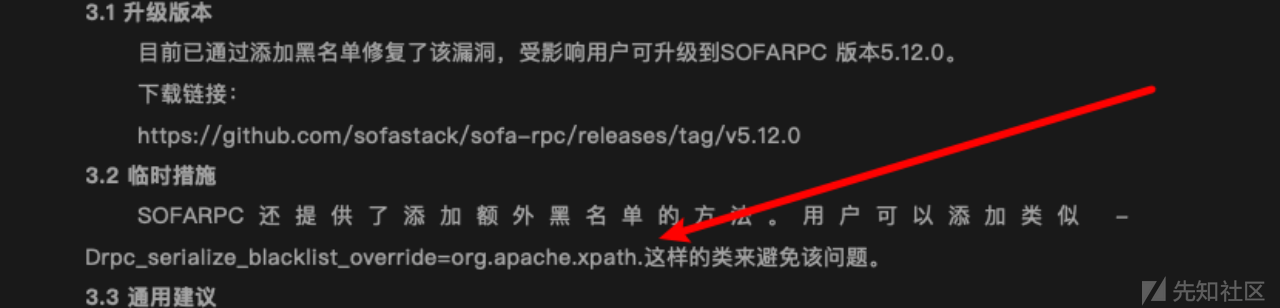 3.1 升级版本
目前已通过添加黑名单修复了该漏洞，受影响用户可升级到SOFARPC 版本5.12.0。
下载链接：
https://github.com/sofastack/sofa-rpc/releases/tag/v5.12.0
3.2 临时措施
SOFARPC 还提供了添加额外黑名单的方法。用户可以添加类似 -
Drpc_serialize_blacklist_override=org.apache.xpath.这样的类来避免该问题。
3.3 通用建议
先知社区